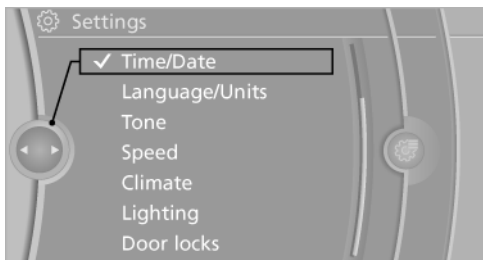 Settings
Time/Date
Language/Units
Tone
Speed
Climate
Lighting
Door locks